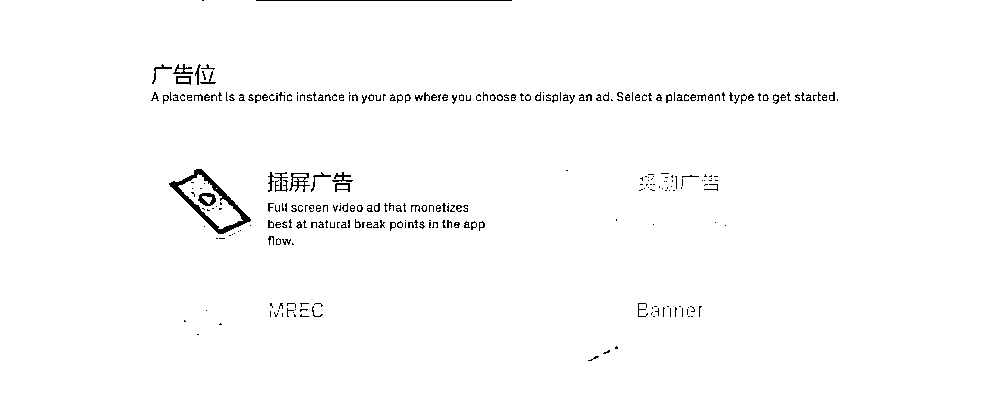 广告位
A placement is a specific instance in your app where you choose to display an ad. Select a placement type to get started.
插屏广告
Full screen video ad that monetizes
best at natural break points in the app
flow.
奖励广告
MREC
Banner